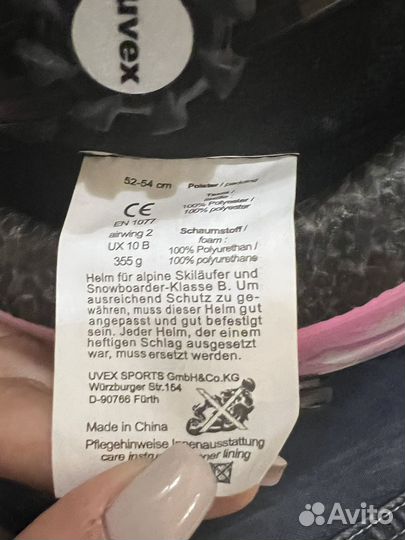 uvex
52-54 cm
CE
EN 1077
airwing 2
UX 10 B
355 g
Polster / padding
100% Polyester /
100% polyester
Schaumstoff /
foam :
100% Polyurethan /
100% polyurethane
Helm für alpine Skiläufer und
Snowboarder-Klasse B. Um
ausreichend Schutz zu ge-
währen, muss dieser Helm gut
angepasst und gut befestigt
sein. Jeder Helm, der einem
heftigen Schlag ausgesetzt
war, muss ersetzt werden.
UVEX SPORTS GmbH&Co.KG
Würzburger Str.154
D-90766 Fürth
Made in China
Pflegehinweise Innenausstattung
care inner lining
Avito